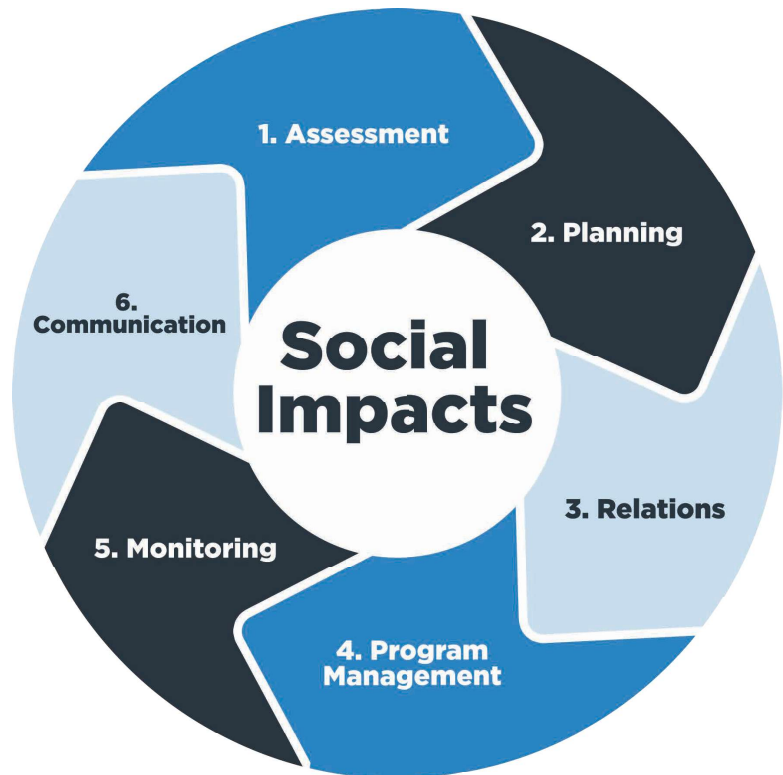 1. Assessment
2. Planning
3. Relations
4. Program
Management
5. Monitoring
6.
Communication
Social
Impacts